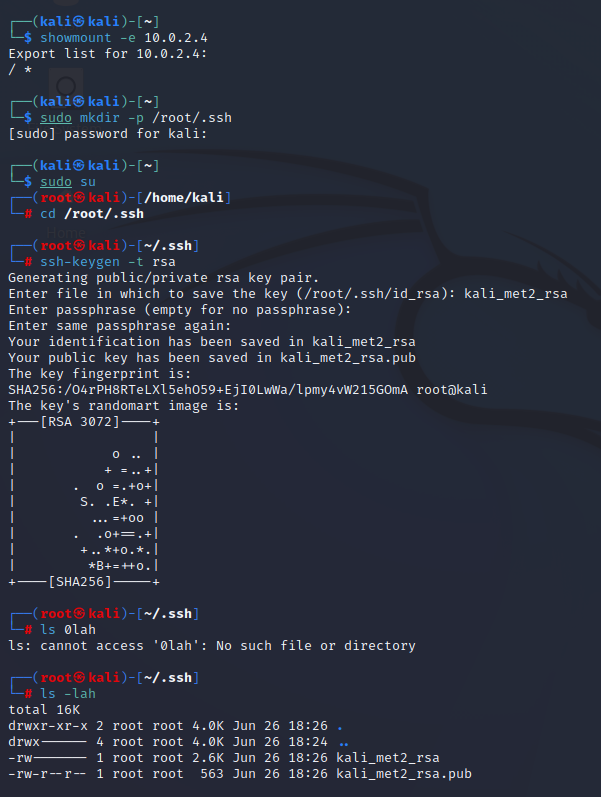 ┌──(kali㉿kali)-[~]
└─$ showmount -e 10.0.2.4
Export list for 10.0.2.4:
/ *
┌──(kali㉿kali)-[~]
└─$ sudo mkdir -p /root/.ssh
[sudo] password for kali:
┌──(kali㉿kali)-[~]
└─$ sudo su
┌──(root㉿kali)-[/home/kali]
└─# cd /root/.ssh
┌──(root㉿kali)-[~/.ssh]
└─# ssh-keygen -t rsa
Generating public/private rsa key pair.
Enter file in which to save the key (/root/.ssh/id_rsa): kali_met2_rsa
Enter passphrase (empty for no passphrase):
Enter same passphrase again:
Your identification has been saved in kali_met2_rsa
Your public key has been saved in kali_met2_rsa.pub
The key fingerprint is:
SHA256:/O4rPH8RTeLXl5ehO59+EjI0LwWa/lpmy4vW215GOmA root@kali
The key's randomart image is:
+---[RSA 3072]----+
|                 |
|            o .. |
|           + =..+|
|       .  o =.+o+|
|        S. .E*. +|
|         ...=+oo |
|       .  .o+==.+|
|        +..*+o.*.|
|         *B+=++o.|
+----[SHA256]-----+
┌──(root㉿kali)-[~/.ssh]
└─# ls 0lah
ls: cannot access '0lah': No such file or directory
┌──(root㉿kali)-[~/.ssh]
└─# ls -lah
total 16K
drwxr-xr-x 2 root root 4.0K Jun 26 18:26 .
drwx------ 4 root root 4.0K Jun 26 18:24 ..
-rw------- 1 root root 2.6K Jun 26 18:26 kali_met2_rsa
-rw-r--r-- 1 root root  563 Jun 26 18:26 kali_met2_rsa.pub